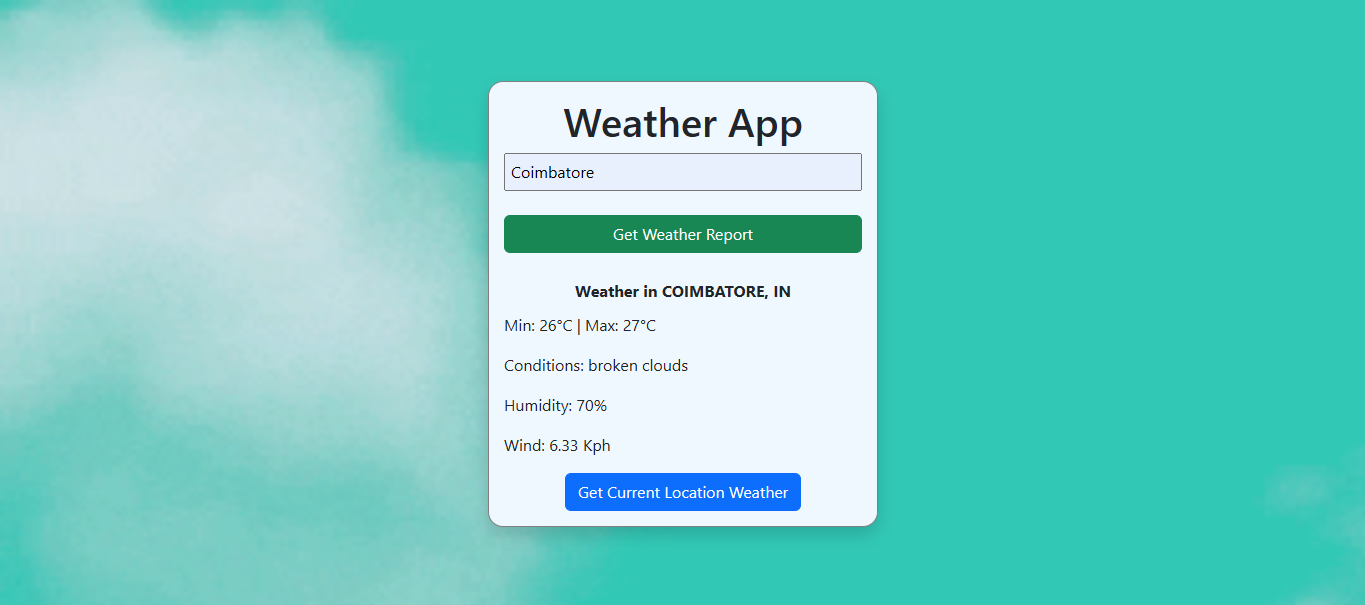 Weather App
Coimbatore
Get Weather Report
Weather in COIMBATORE, IN
Min: 26°C | Max: 27°C
Conditions: broken clouds
Humidity: 70%
Wind: 6.33 Kph
Get Current Location Weather